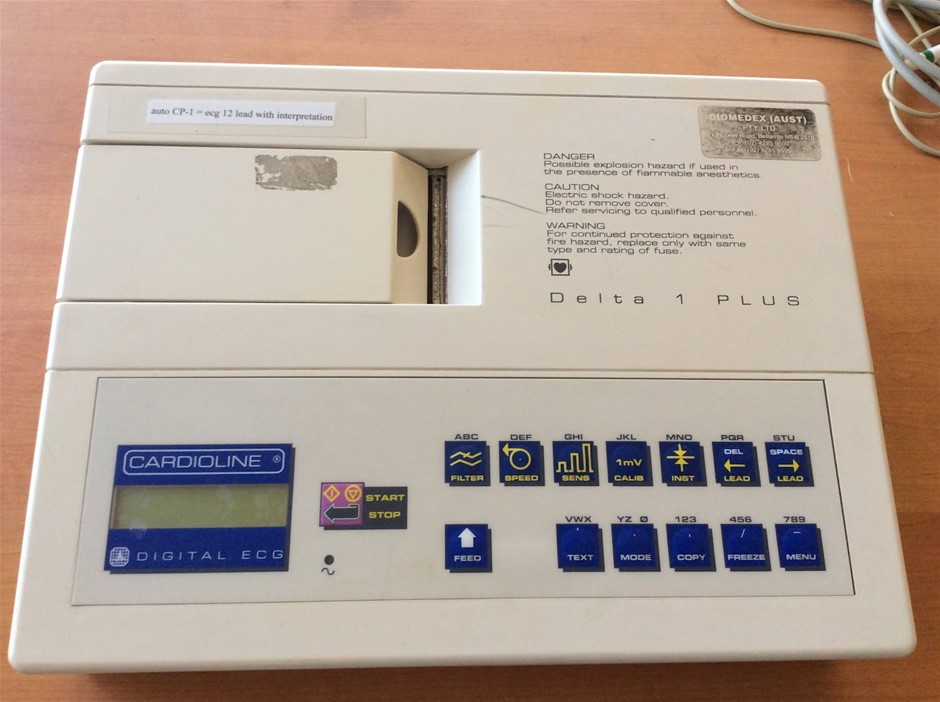 auto CP-1 = ecg 12 lead with interpretation
BIOMEDEX (AUST)
PTY LTD
DANGER
Possible explosion hazard if used in
the presence of flammable anesthetics.
CAUTION
Electric shock hazard.
Do not remove cover.
Refer servicing to qualified personnel.
WARNING
For continued protection against
fire hazard, replace only with same
type and rating of fuse.
Delta 1 PLUS
CARDIOLINE ®
DIGITAL ECG
START
STOP
ABC DEF GHI JKL MNO PQR STU
1mV DEL SPACE
FILTER SPEED SENS CALIB INST LEAD LEAD
VWX YZ Ø 123 456 789
FEED TEXT MODE COPY FREEZE MENU